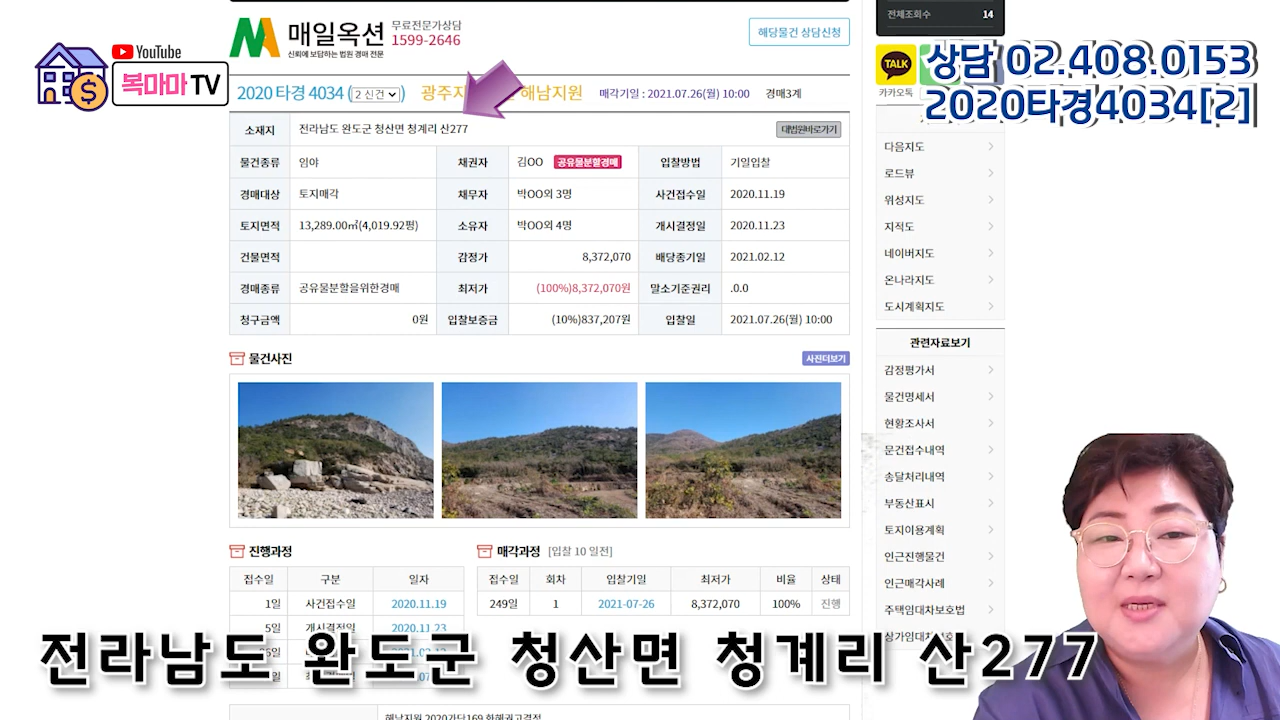 YouTube
복마마 TV
매일옥션
신뢰에 보답하는 법원 경매 전문
무료전문가상담
1599-2646
해당물건 상담신청
전체조회수 14
TALK
카카오톡
상담 02.408.0153
2020타경4034[2]
2020 타경 4034 (2 신건) 해남지원 매각기일 : 2021.07.26(월) 10:00 경매3계
소재지 전라남도 완도군 청산면 청계리 산277 대법원바로가기
물건종류 임야 채권자 김OO 공유물분할경매 입찰방법 기일입찰
경매대상 토지매각 채무자 박OO외 3명 사건접수일 2020.11.19
토지면적 13,289.00㎡(4,019.92평) 소유자 박OO외 4명 개시결정일 2020.11.23
건물면적 감정가 8,372,070 배당종기일 2021.02.12
경매종류 공유물분할을위한경매 최저가 (100%)8,372,070원 말소기준권리 .0.0
청구금액 0원 입찰보증금 (10%)837,207원 입찰일 2021.07.26(월) 10:00
물건사진 사진더보기
진행과정
접수일 구분 일자
1일 사건접수일 2020.11.19
5일 개시결정일 2020.11.23
매각과정 [입찰 10 일전]
접수일 회차 입찰기일 최저가 비율 상태
249일 1 2021-07-26 8,372,070 100% 진행
다음지도
로드뷰
위성지도
지적도
네이버지도
온나라지도
도시계획지도
관련자료보기
감정평가서
물건명세서
현황조사서
문건접수내역
송달처리내역
부동산표시
토지이용계획
인근진행물건
인근매각사례
주택임대차보호법
전라남도 완도군 청산면 청계리 산277